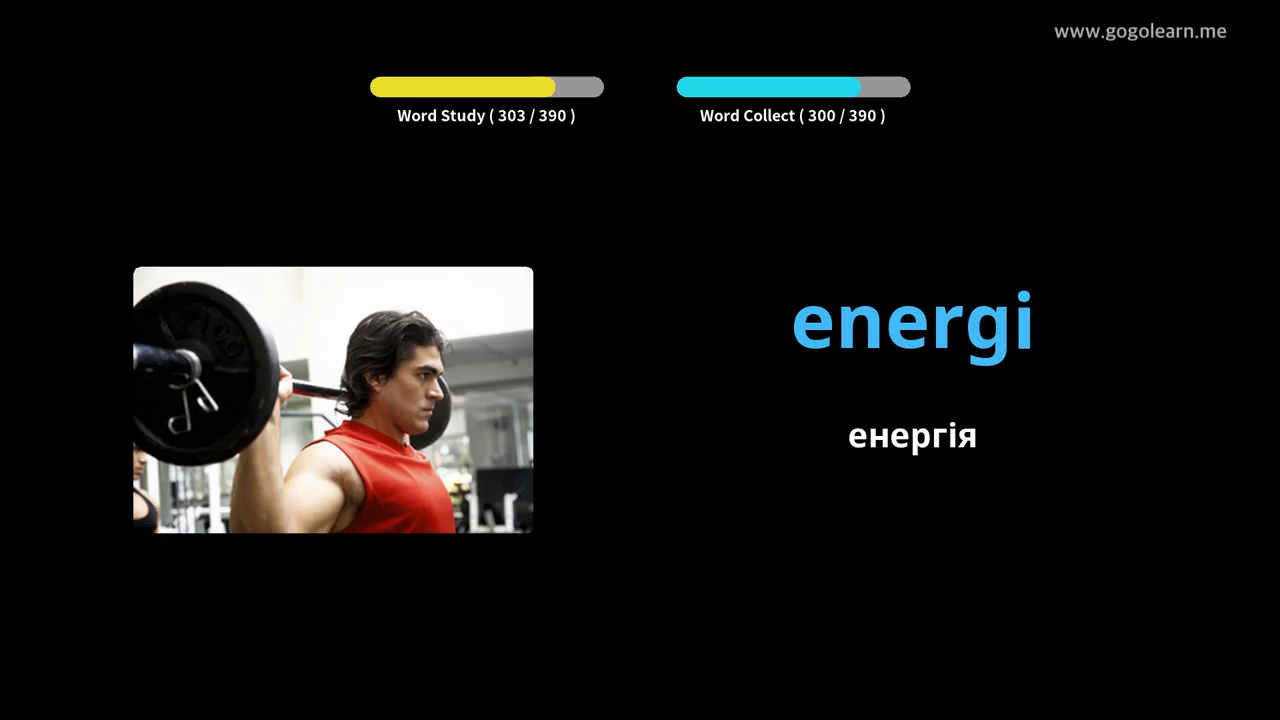 www.gogolearn.me
Word Study ( 303 / 390 )
Word Collect ( 300 / 390 )
energi
енергія